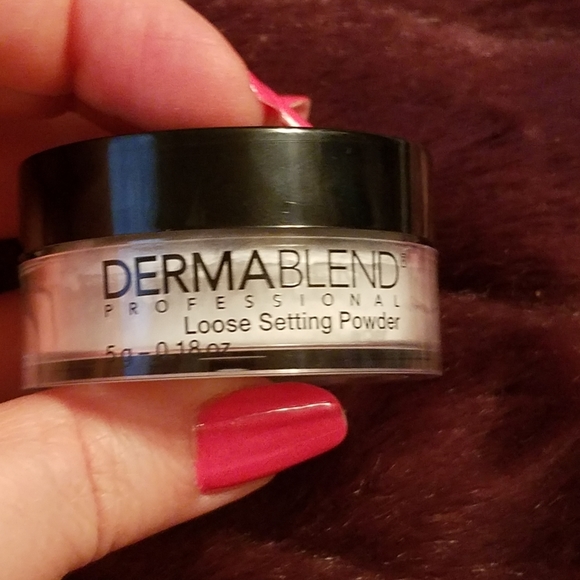 DERMABLEND®
PROFESSIONAL
Loose Setting Powder
5 g – 0.18 oz